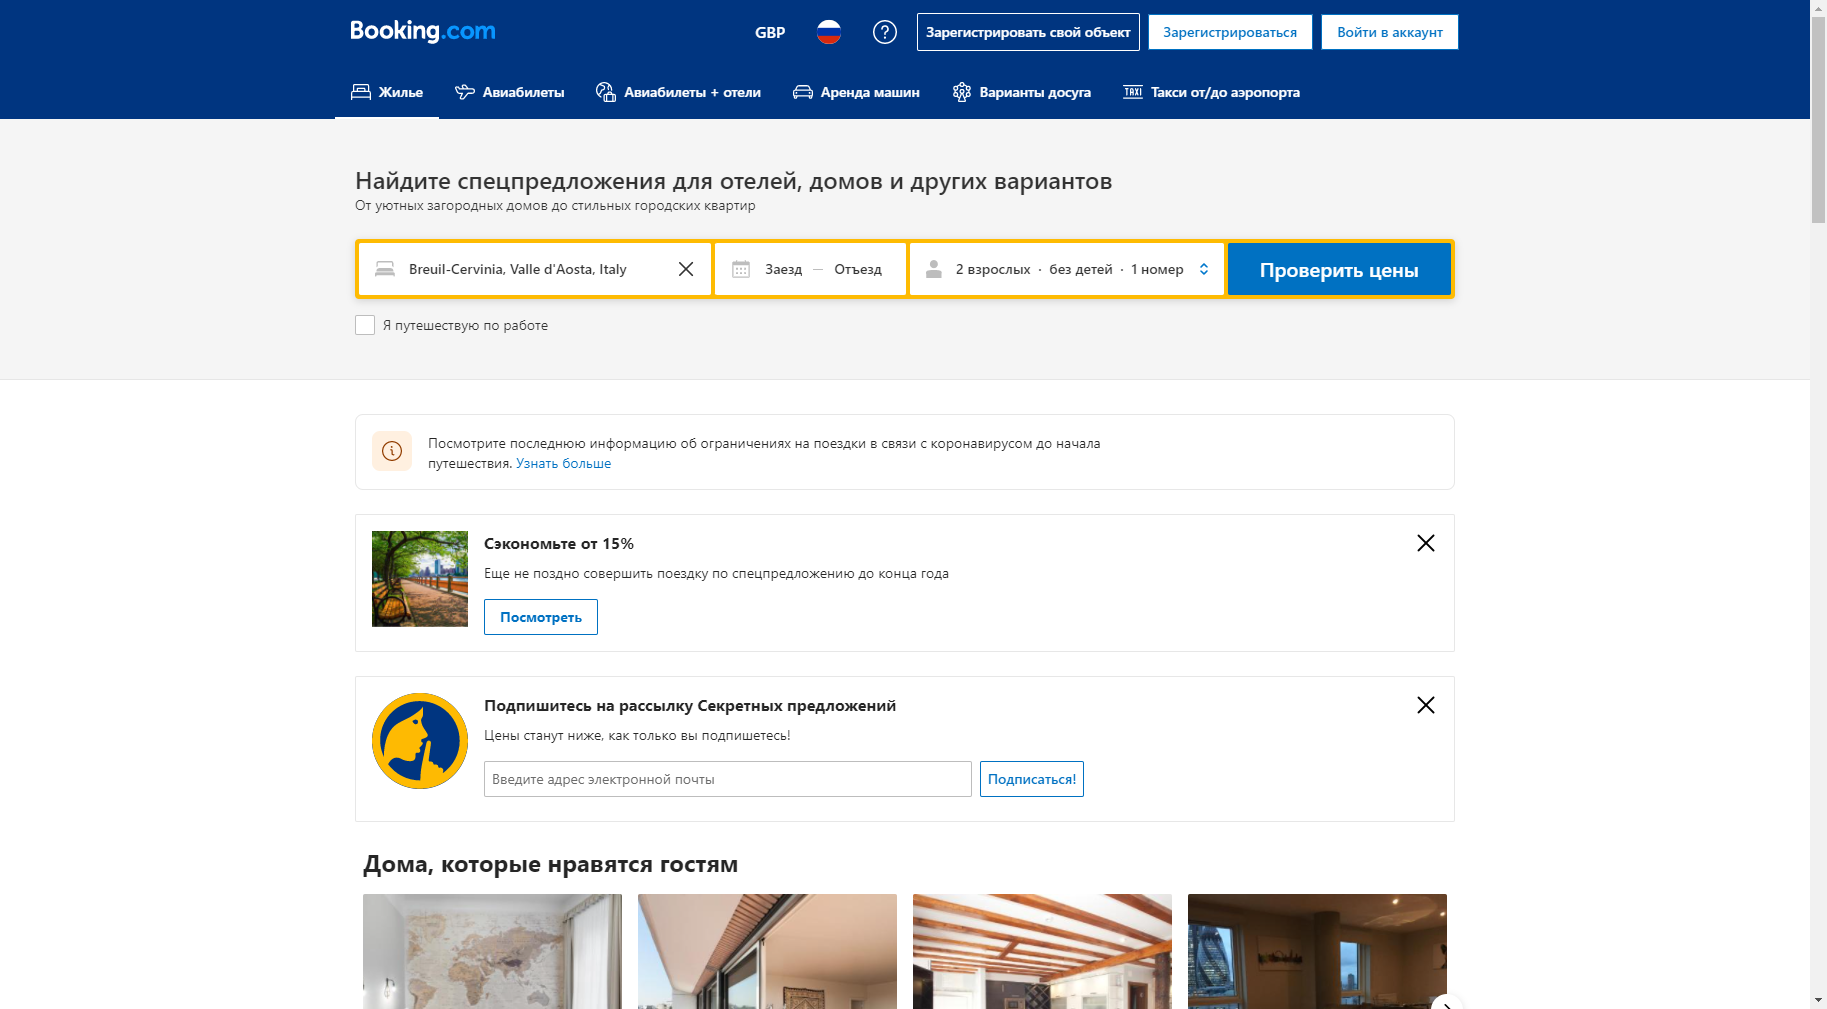 Booking.com
GBP
Зарегистрировать свой объект
Зарегистрироваться
Войти в аккаунт
Жилье
Авиабилеты
Авиабилеты + отели
Аренда машин
Варианты досуга
TAXI
Такси от/до аэропорта
Найдите спецпредложения для отелей, домов и других вариантов
От уютных загородных домов до стильных городских квартир
Breuil-Cervinia, Valle d'Aosta, Italy
Заезд — Отъезд
2 взрослых · без детей · 1 номер
Проверить цены
Я путешествую по работе
Посмотрите последнюю информацию об ограничениях на поездки в связи с коронавирусом до начала
путешествия. Узнать больше
Сэкономьте от 15%
Еще не поздно совершить поездку по спецпредложению до конца года
Посмотреть
Подпишитесь на рассылку Секретных предложений
Цены станут ниже, как только вы подпишетесь!
Введите адрес электронной почты
Подписаться!
Дома, которые нравятся гостям